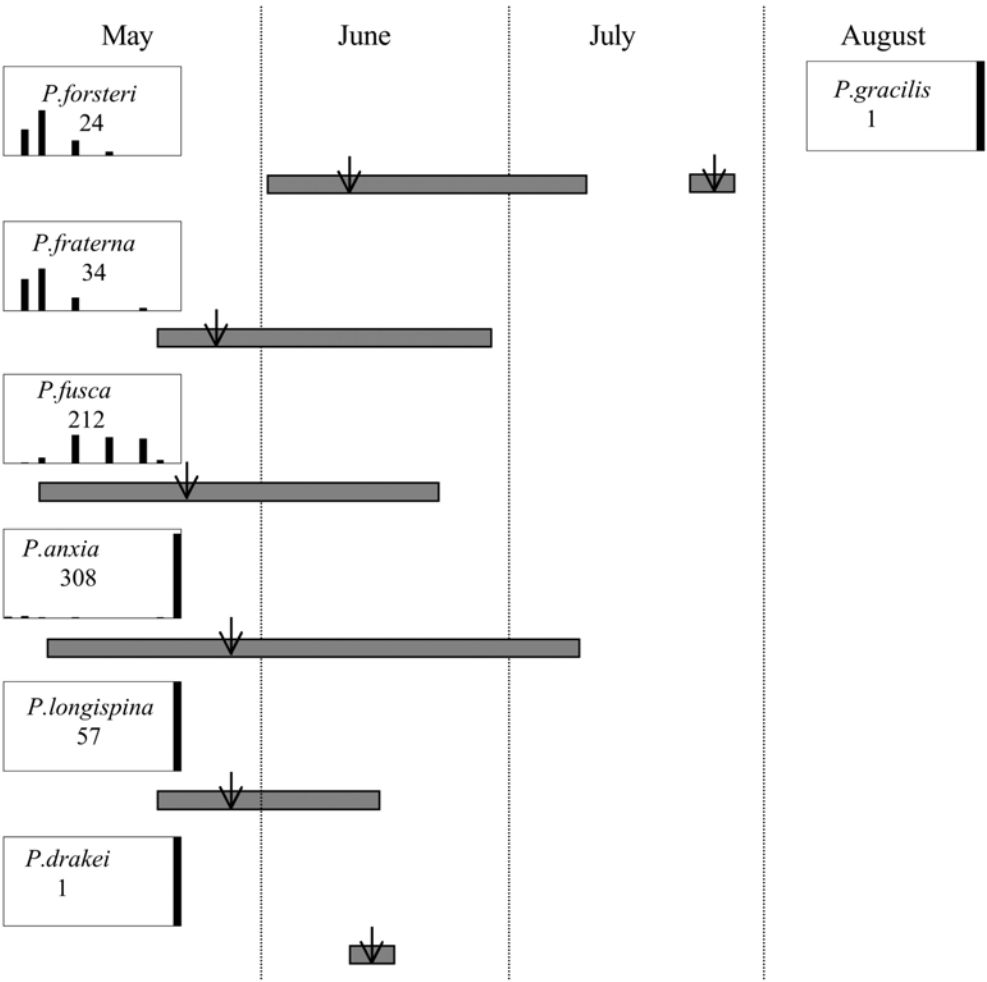 May June July August
P.forsteri
24
P.gracilis
1
P.fraterna
34
P.fusca
212
P.anxia
308
P.longispina
57
P.drakei
1